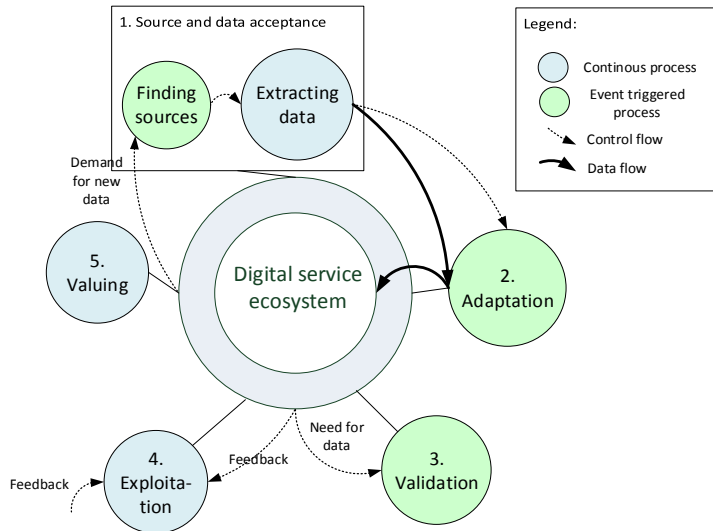 1. Source and data acceptance
Finding
sources
Extracting
data
Legend:
Continous process
Event triggered
process
Control flow
Data flow
Demand
for new
data
5.
Valuing
Digital service
ecosystem
2.
Adaptation
Need for
data
Feedback
4.
Exploita-
tion
Feedback
3.
Validation